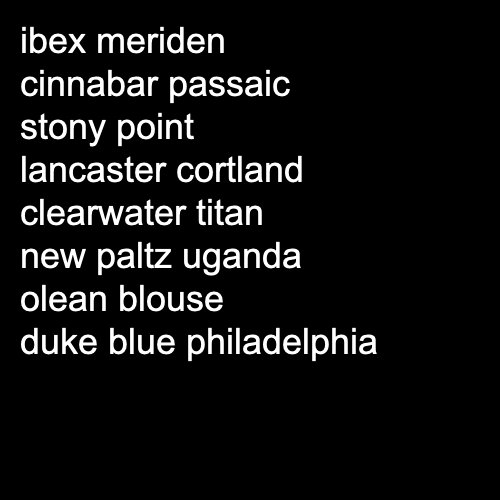 ibex meriden
cinnabar passaic
stony point
lancaster cortland
clearwater titan
new paltz uganda
olean blouse
duke blue philadelphia